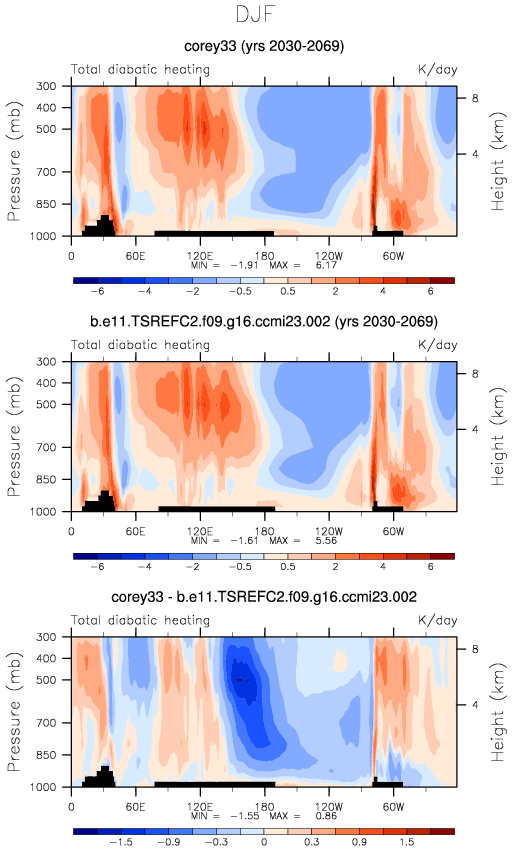 DJF
corey33 (yrs 2030-2069)
Total diabatic heating K/day
Pressure (mb)
300
500
700
850
1000
8
4
Height (km)
0 60E 120E 180 120W 60W
MIN = -1.91 MAX = 6.17
-6 -4 -2 -0.5 0.5 2 4 6
b.e11.TSREFC2.f09.g16.ccmi23.002 (yrs 2030-2069)
Total diabatic heating K/day
Pressure (mb)
300
500
700
850
1000
8
4
Height (km)
0 60E 120E 180 120W 60W
MIN = -1.61 MAX = 5.56
-6 -4 -2 -0.5 0.5 2 4 6
corey33 - b.e11.TSREFC2.f09.g16.ccmi23.002
Total diabatic heating K/day
Pressure (mb)
300
500
700
850
1000
8
4
Height (km)
0 60E 120E 180 120W 60W
MIN = -1.55 MAX = 0.86
-1.5 -0.9 -0.3 0 0.3 0.9 1.5